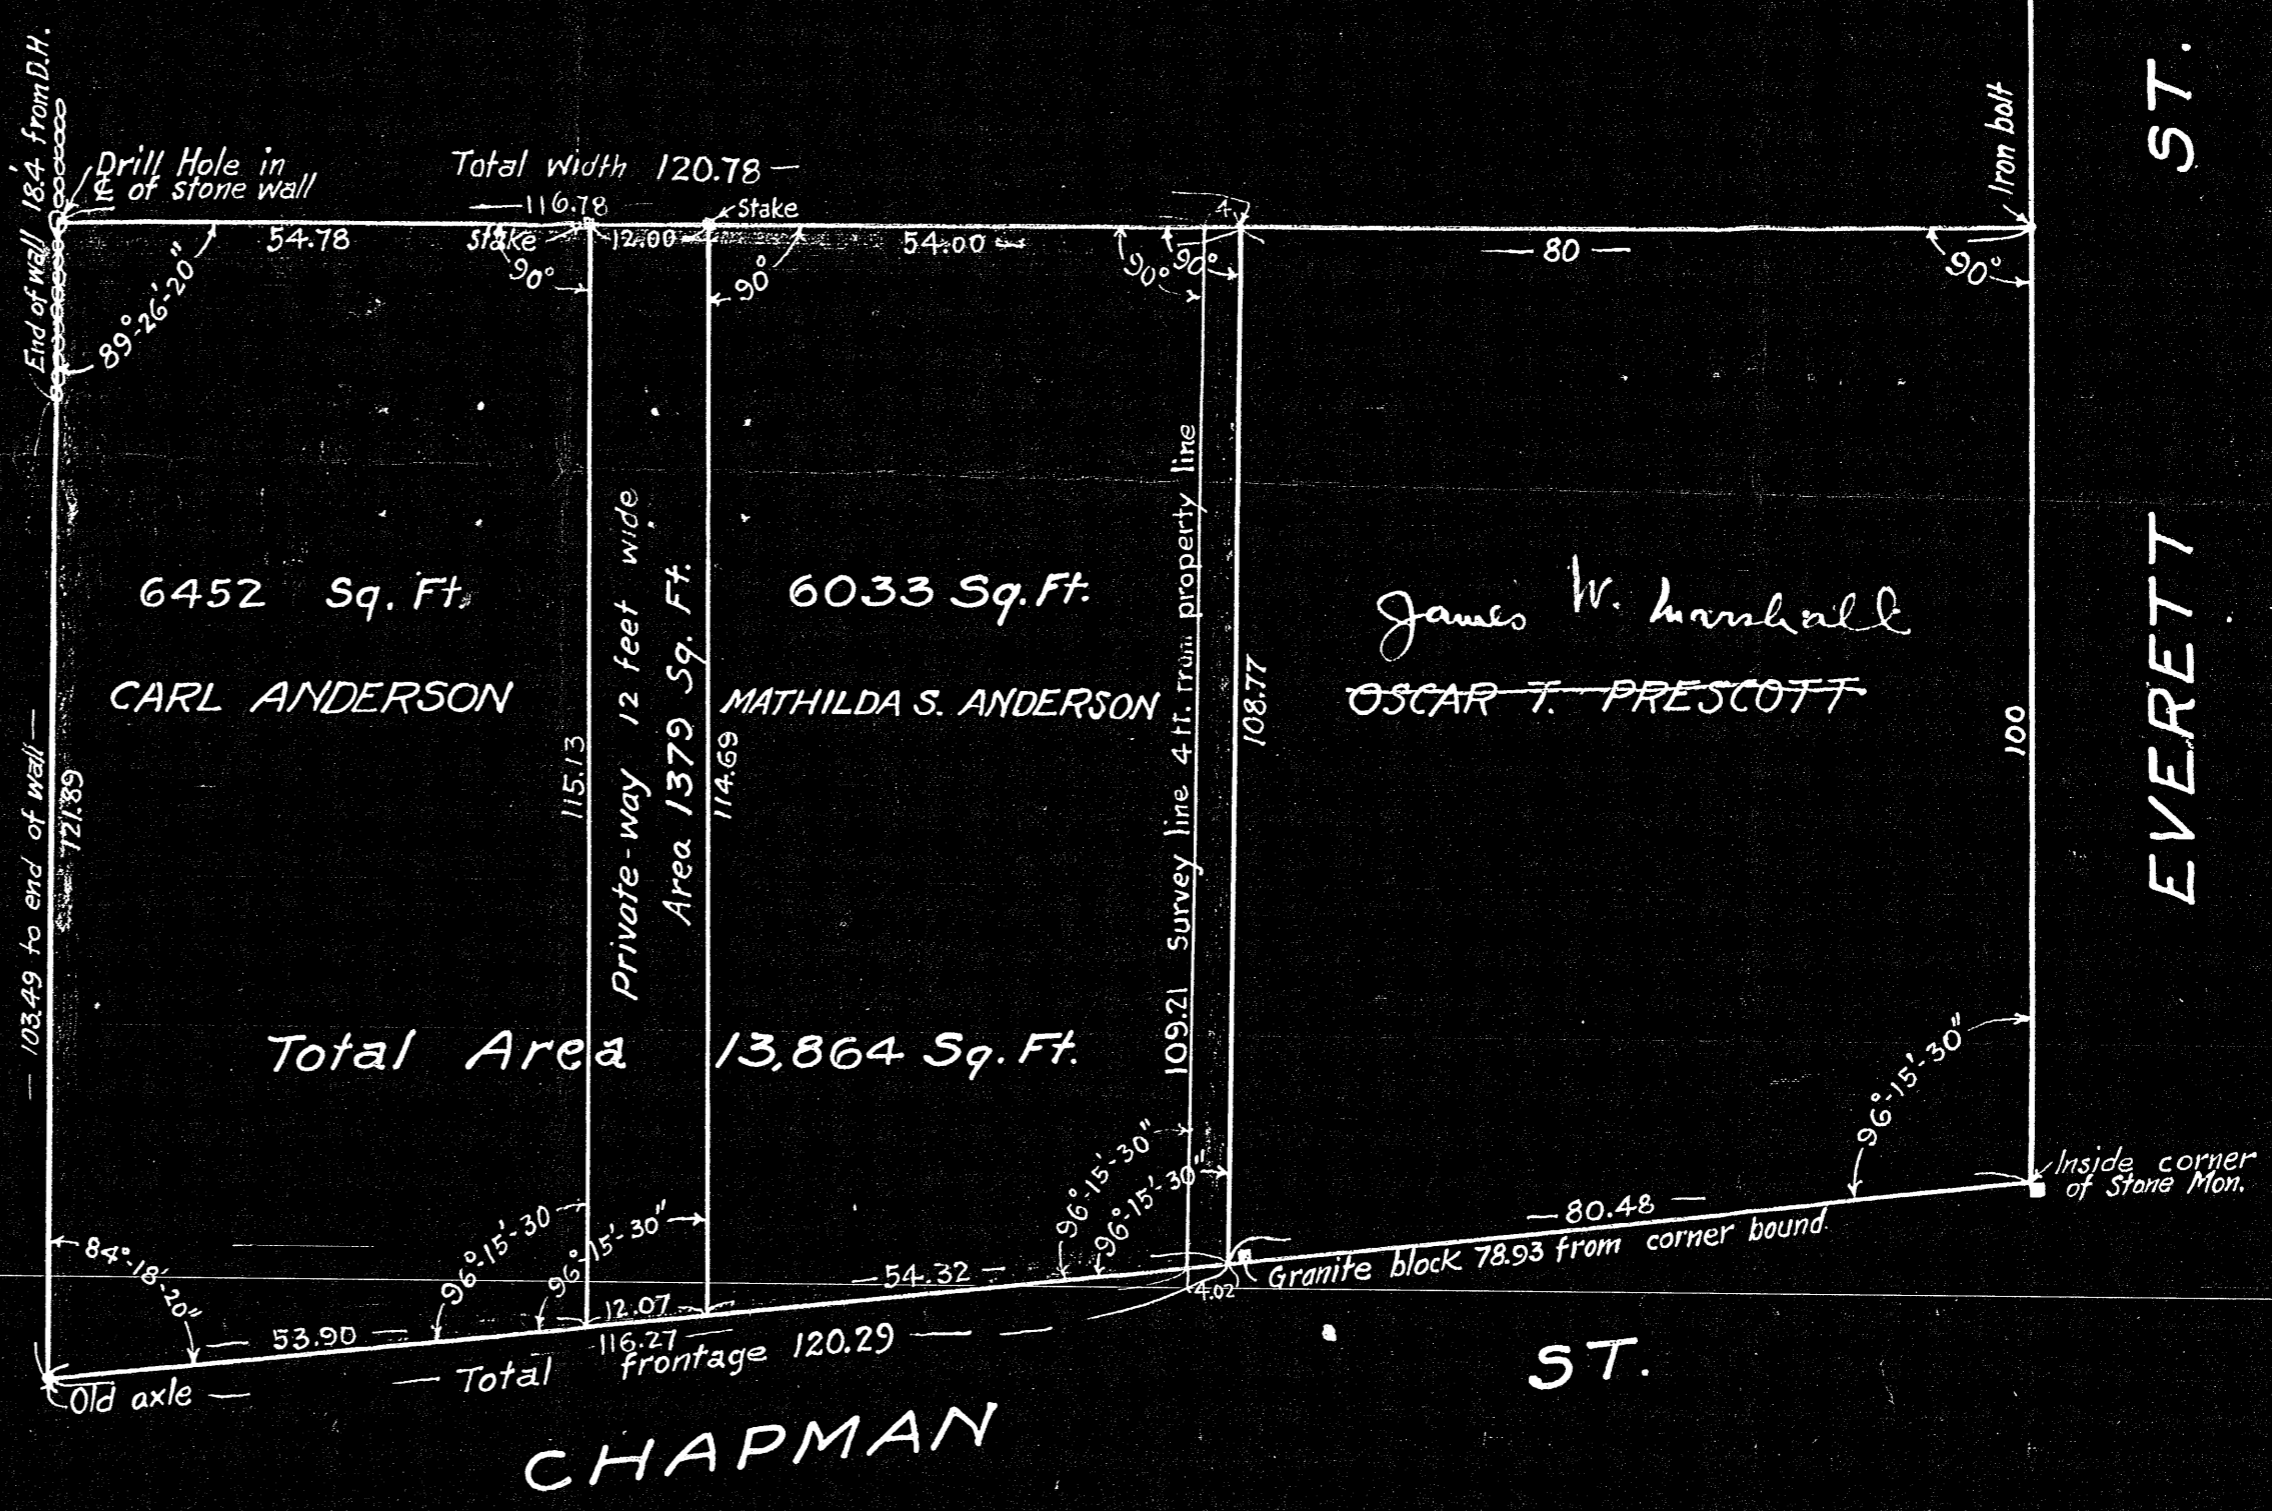 End of wall 18.4' from D.H.
Drill Hole in
℄ of stone wall
Total width 120.78
116.78
Stake
4
Iron bolt
ST.
54.78
Stake
12.00
54.00
80
89°-26'-20"
90°
90°
90°
90°
90°
6452 Sq. Ft.
6033 Sq. Ft.
James W. Marshall
CARL ANDERSON
MATHILDA S. ANDERSON
OSCAR T. PRESCOTT
Private-way 12 feet wide
Area 1379 Sq. Ft.
109.21 Survey line 4 ft. from property line
103.49 to end of wall
121.89
115.13
114.69
108.77
100
EVERETT
Total Area 13,864 Sq. Ft.
84°-18'-20"
96°-15'-30
96°-15'-30"
96°-15'-30"
96°-15'-30"
96°-15'-30"
Inside corner
of Stone Mon.
53.90
12.07
54.32
4.02
80.48
Granite block 78.93 from corner bound
116.27
Total frontage 120.29
Old axle
CHAPMAN ST.